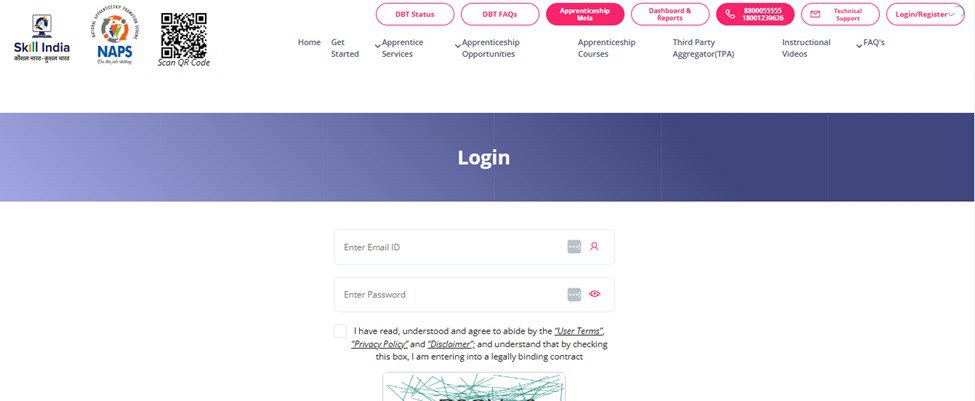 Skill India
कौशल भारत - कुशल भारत
NATIONAL APPRENTICESHIP PROMOTION SCHEME
NAPS
On the job skilling
Scan QR Code
DBT Status
DBT FAQs
Apprenticeship
Mela
Dashboard &
Reports
8800055555
18001239626
Technical
Support
Login/Register
Home
Get
Started
Apprentice
Services
Apprenticeship
Opportunities
Apprenticeship
Courses
Third Party
Aggregator(TPA)
Instructional
Videos
FAQ's
Login
Enter Email ID
Enter Password
I have read, understood and agree to abide by the "User Terms",
"Privacy Policy" and "Disclaimer"; and understand that by checking
this box, I am entering into a legally binding contract